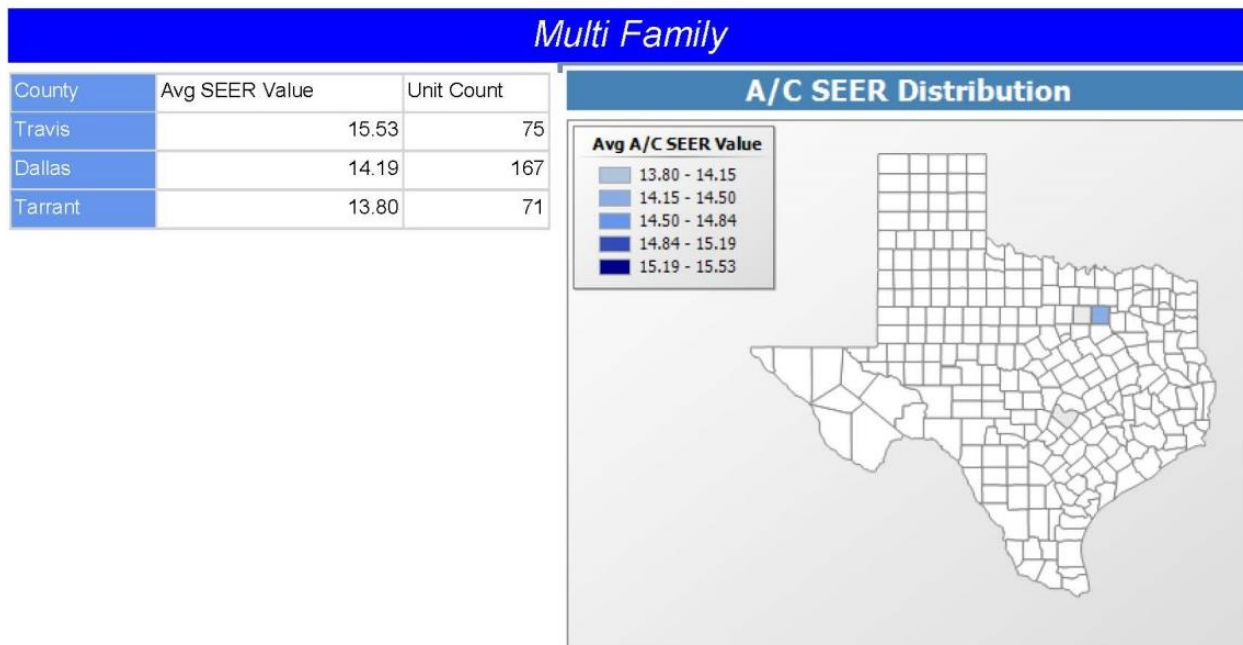 Multi Family
County Avg SEER Value Unit Count
Travis 15.53 75
Dallas 14.19 167
Tarrant 13.80 71
A/C SEER Distribution
Avg A/C SEER Value
13.80 - 14.15
14.15 - 14.50
14.50 - 14.84
14.84 - 15.19
15.19 - 15.53